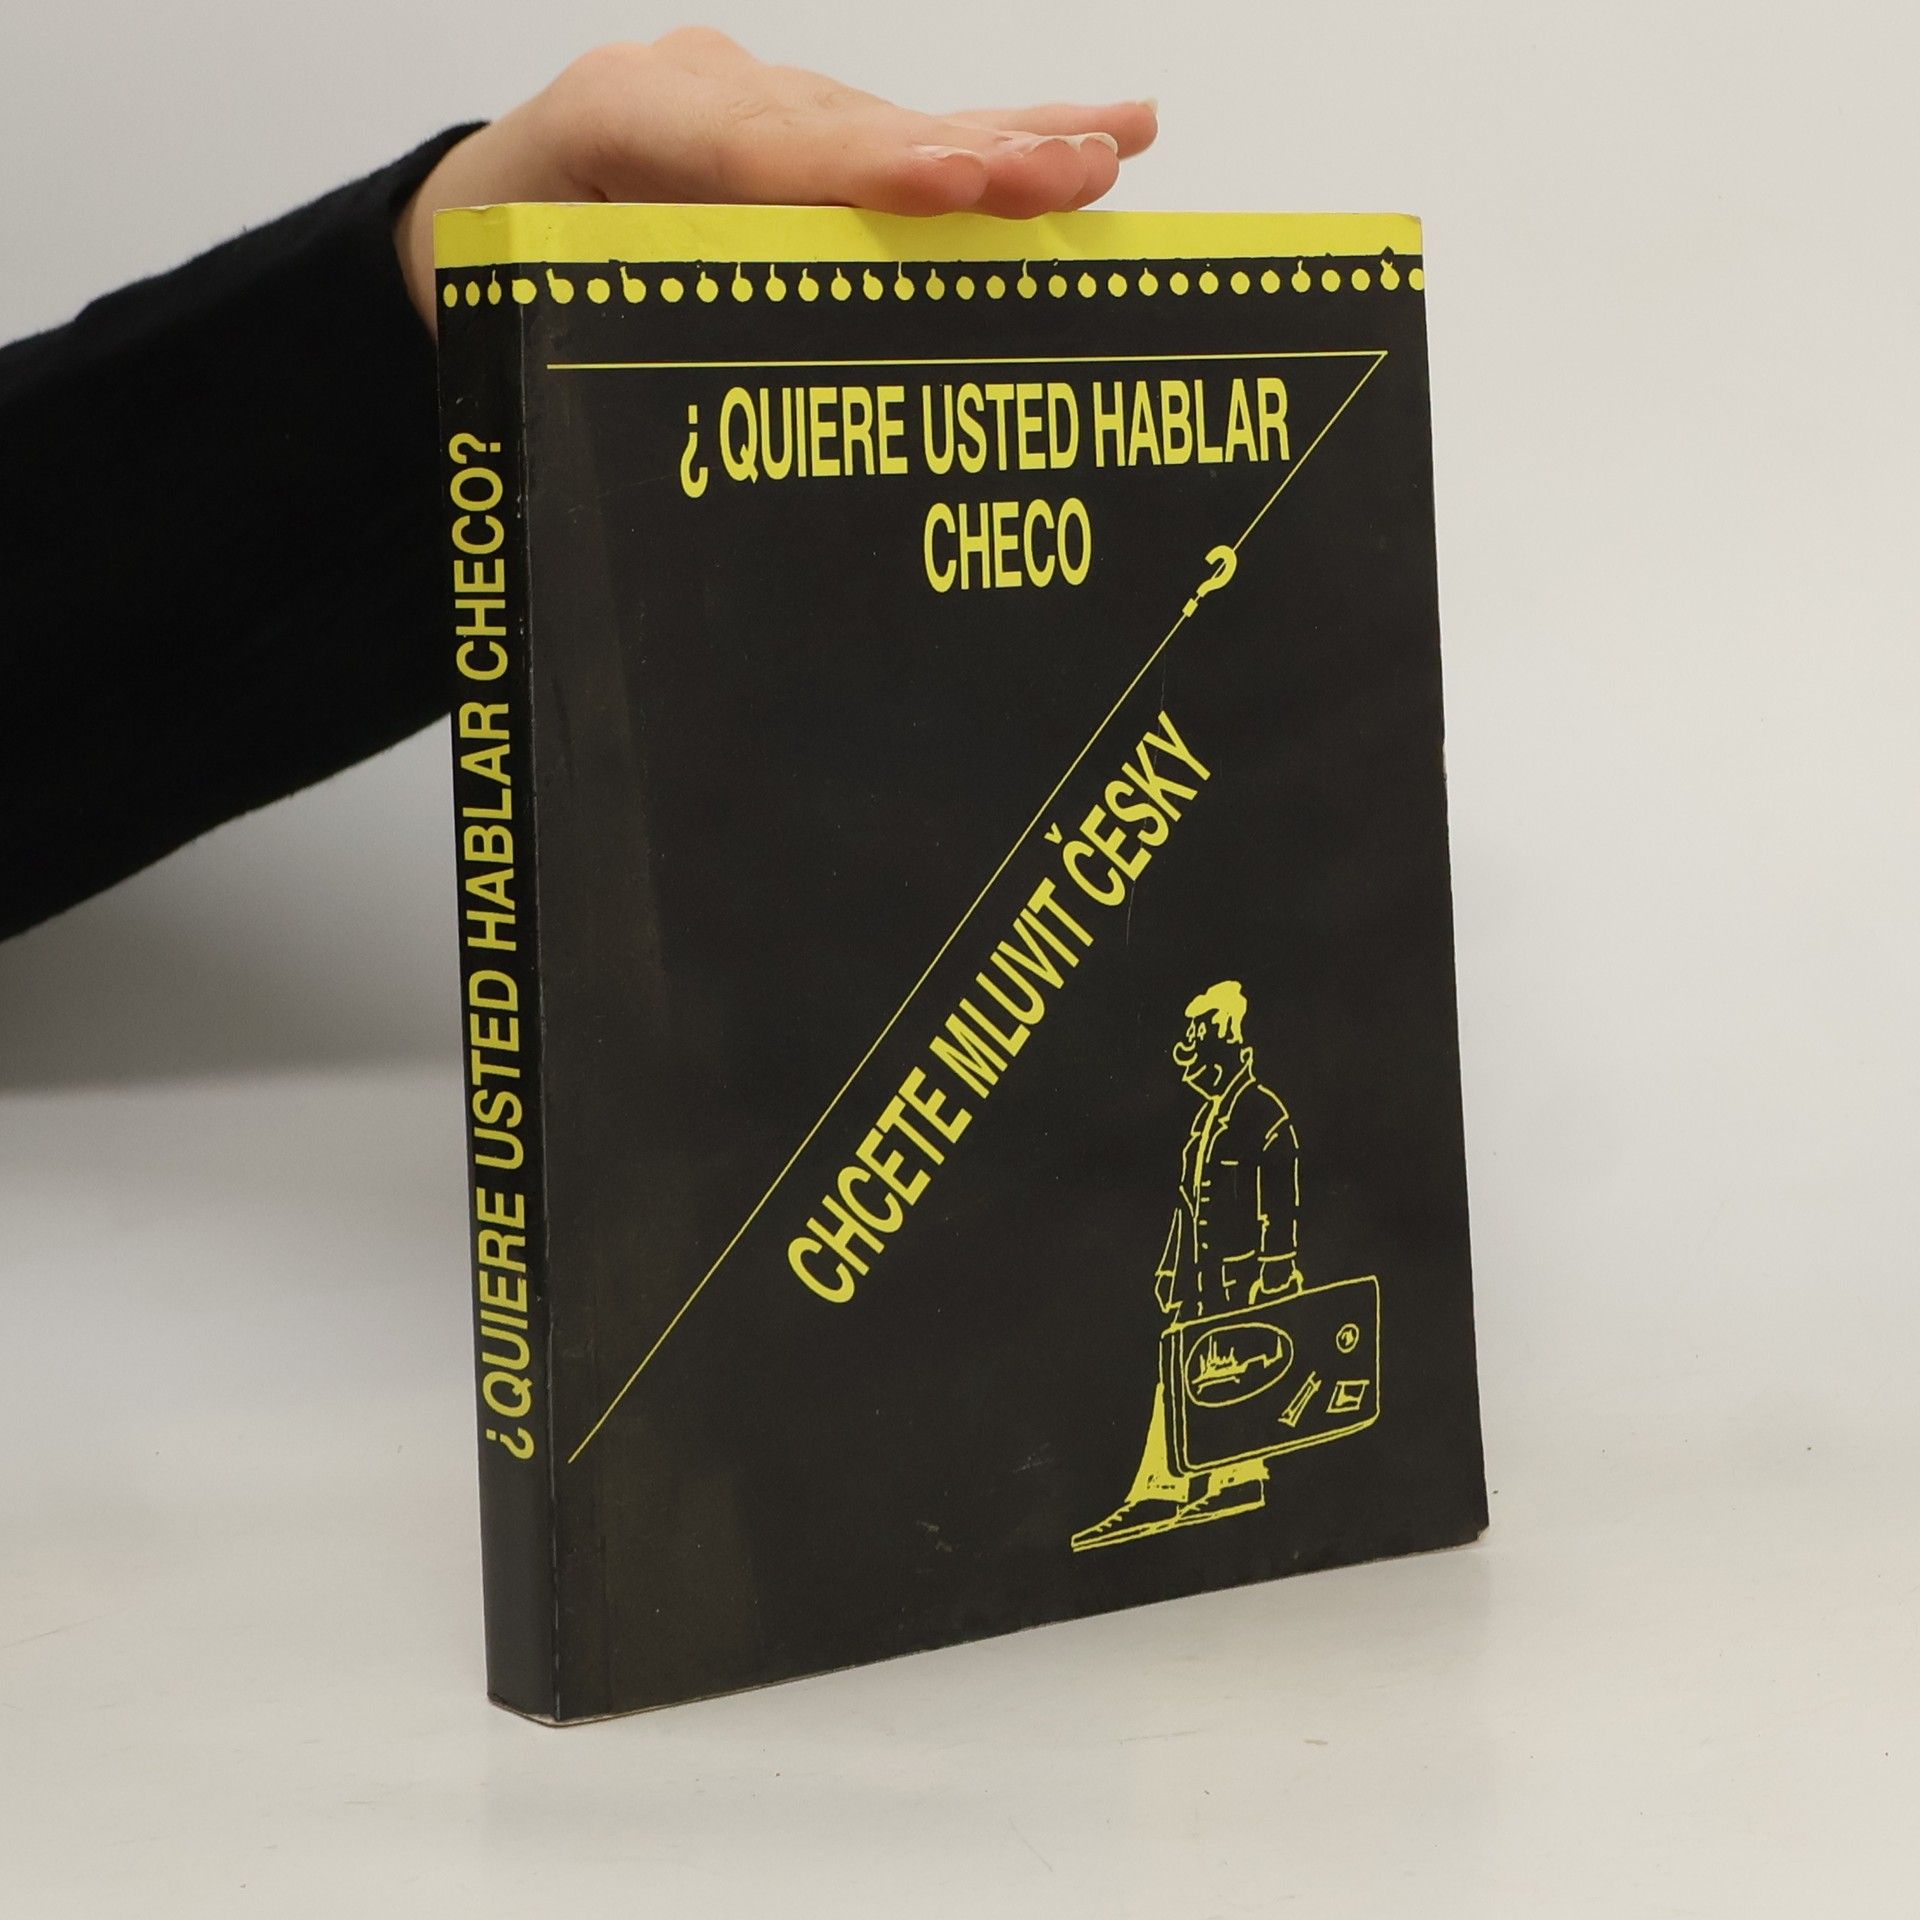 ¿QUIERE USTED HABLAR CHECO?
¿ QUIERE USTED HABLAR
CHECO
?
CHCETE MLUVIT ČESKY